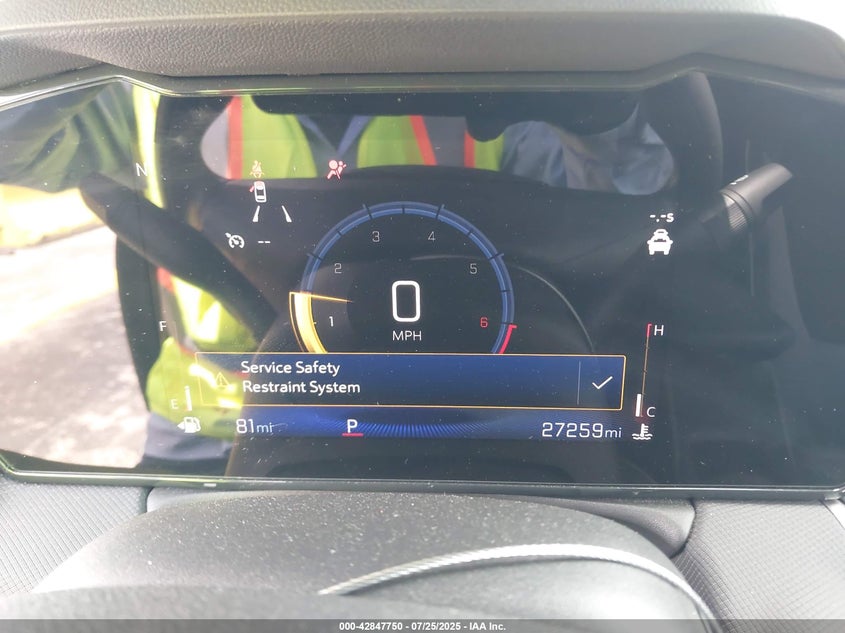 N
-.-s
--
3 4
2 5
0
1 6
MPH
F
H
Service Safety
Restraint System
E
C
81mi P 27259mi
000-42847750 - 07/25/2025 - IAA Inc.